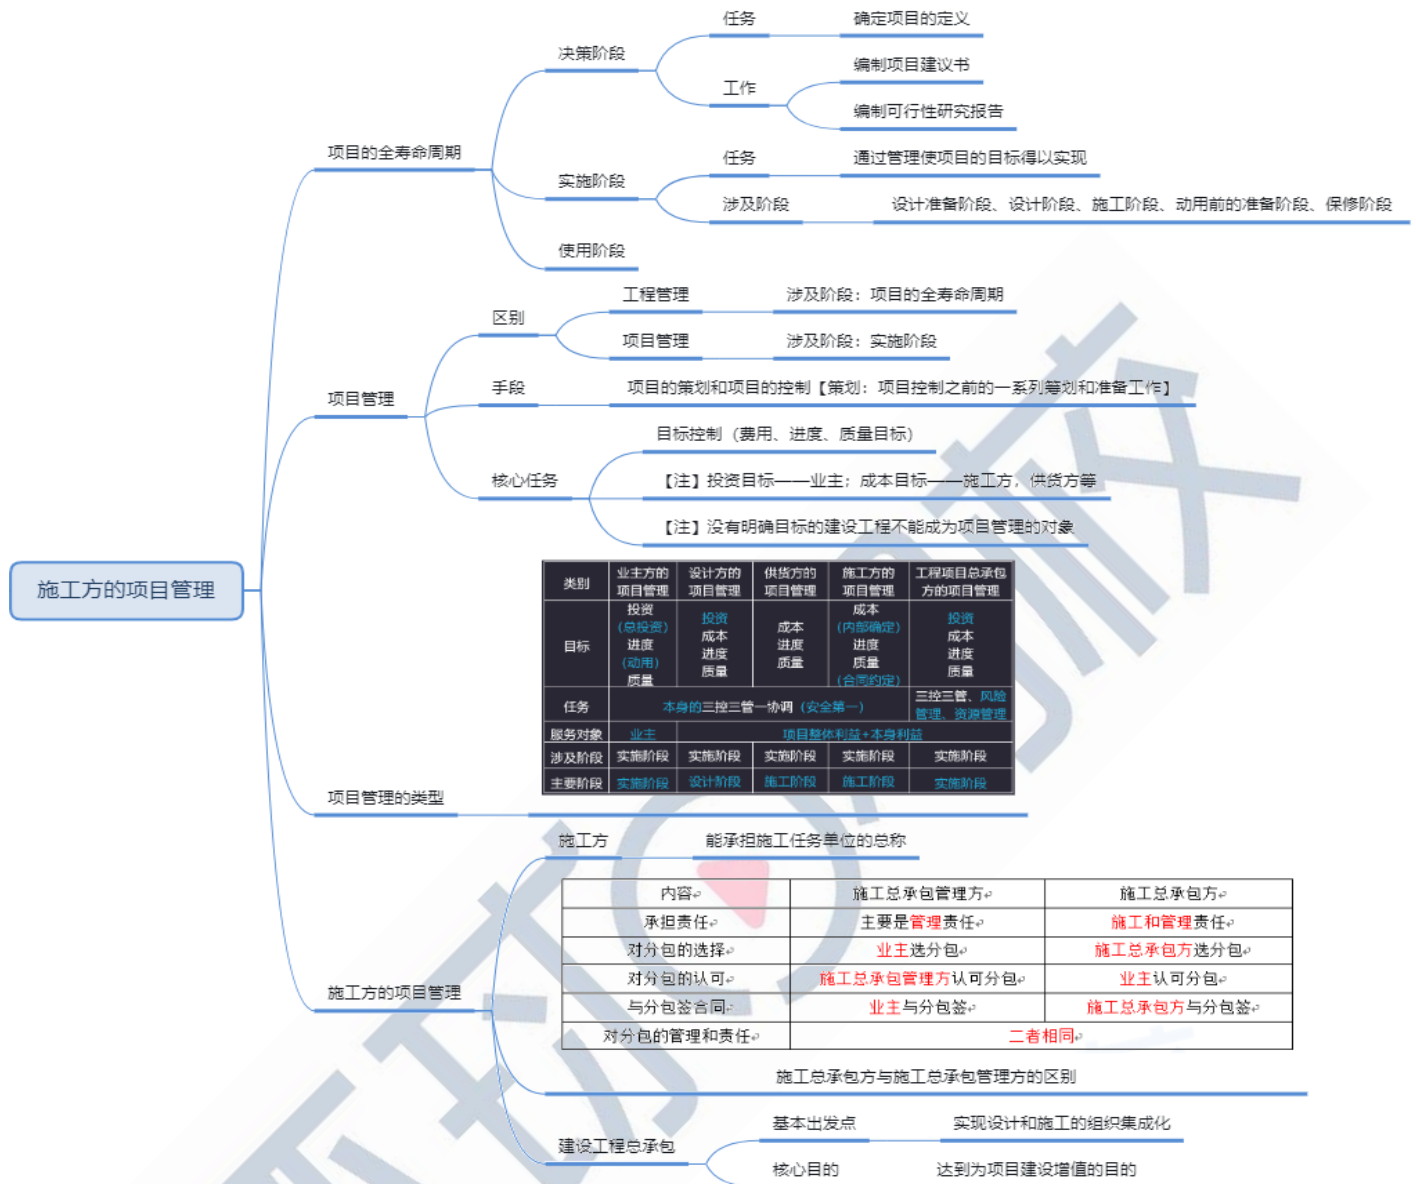 施工方的项目管理
项目的全寿命周期
决策阶段
任务
确定项目的定义
工作
编制项目建议书
编制可行性研究报告
实施阶段
任务
通过管理使项目的目标得以实现
涉及阶段
设计准备阶段、设计阶段、施工阶段、动用前的准备阶段、保修阶段
使用阶段
项目管理
区别
工程管理
涉及阶段：项目的全寿命周期
项目管理
涉及阶段：实施阶段
手段
项目的策划和项目的控制【策划：项目控制之前的一系列筹划和准备工作】
核心任务
目标控制（费用、进度、质量目标）
【注】投资目标——业主；成本目标——施工方，供货方等
【注】没有明确目标的建设工程不能成为项目管理的对象
项目管理的类型
类别
业主方的
项目管理
设计方的
项目管理
供货方的
项目管理
施工方的
项目管理
工程项目总承包
方的项目管理
目标
投资
（总投资）
进度
（动用）
质量
投资
成本
进度
质量
成本
进度
质量
成本
（内部确定）
进度
质量
（合同约定）
投资
成本
进度
质量
任务
本身的三控三管一协调（安全第一）
三控三管、风险
管理、资源管理
服务对象
业主
项目整体利益+本身利益
涉及阶段
实施阶段
实施阶段
实施阶段
实施阶段
实施阶段
主要阶段
实施阶段
设计阶段
施工阶段
施工阶段
实施阶段
施工方的项目管理
施工方
能承担施工任务单位的总称
内容
施工总承包管理方
施工总承包方
承担责任
主要是管理责任
施工和管理责任
对分包的选择
业主选分包
施工总承包方选分包
对分包的认可
施工总承包管理方认可分包
业主认可分包
与分包签合同
业主与分包签
施工总承包方与分包签
对分包的管理和责任
二者相同
施工总承包方与施工总承包管理方的区别
建设工程总承包
基本出发点
实现设计和施工的组织集成化
核心目的
达到为项目建设增值的目的